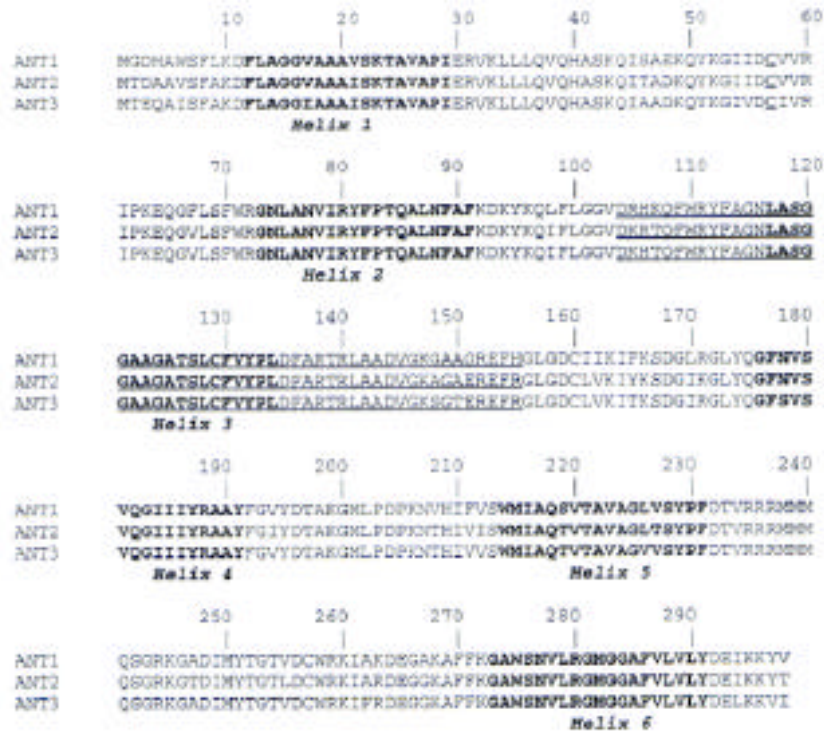 10 20 30 40 50 60
ANT1 MGDHAWSFLKDFLAGGVAAAVSKTAVAPIERVKLLLQVQHASKQISAEKQYKGIIDCVVR
ANT2 MTDAAVSFAKDFLAGGVAAAISKTAVAPIERVKLLLQVQHASKQITADKQYKGIIDCVVR
ANT3 MTEQAISFAKDFLAGGIAAAISKTAVAPIERVKLLLQVQHASKQIAADKQYKGIVDCIVR
Helix 1
70 80 90 100 110 120
ANT1 IPKEQGFLSFWRGNLANVIRYFPTQALNFAFKDKYKQLFLGGVDRHKQFWRYFAGNLASG
ANT2 IPKEQGVLSFWRGNLANVIRYFPTQALNFAFKDKYKQIFLGGVDKRTQFWRYFAGNLASG
ANT3 IPKEQGVLSFWRGNLANVIRYFPTQALNFAFKDKYKQIFLGGVDKHTQFWRYFAGNLASG
Helix 2
130 140 150 160 170 180
ANT1 GAAGATSLCFVYPLDFARTRLAADVGKGAAQREFHGLGDCIIKIFKSDGLRGLYQGFNVS
ANT2 GAAGATSLCFVYPLDFARTRLAADVGKAGAEREFRGLGDCLVKIYKSDGIKGLYQGFNVS
ANT3 GAAGATSLCFVYPLDFARTRLAADVGKSGTEREFRGLGDCLVKITKSDGIRGLYQGFSVS
Helix 3
190 200 210 220 230 240
ANT1 VQGIIIYRAAYFGVYDTAKGMLPDPKNVHIFVSWMIAQSVTAVAGLVSYPFDTVRRRMMM
ANT2 VQGIIIYRAAYFGIYDTAKGMLPDPKNTHIVISWMIAQTVTAVAGLTSYPFDTVRRRMMM
ANT3 VQGIIIYRAAYFGVYDTAKGMLPDPKNTHIVVSWMIAQTVTAVAGVVSYPFDTVRRRMMM
Helix 4 Helix 5
250 260 270 280 290
ANT1 QSGRKGADIMYTGTVDCWRKIAKDEGAKAFFKGAWSNVLRGMGGAFVLVLYDEIKKYV
ANT2 QSGRKGTDIMYTGTLDCWRKIARDEGGKAFFKGAWSNVLRGMGGAFVLVLYDEIKKYT
ANT3 QSGRKGADIMYTGTVDCWRKIFRDEGGKAFFKGAWSNVLRGMGGAFVLVLYDELKKVI
Helix 6